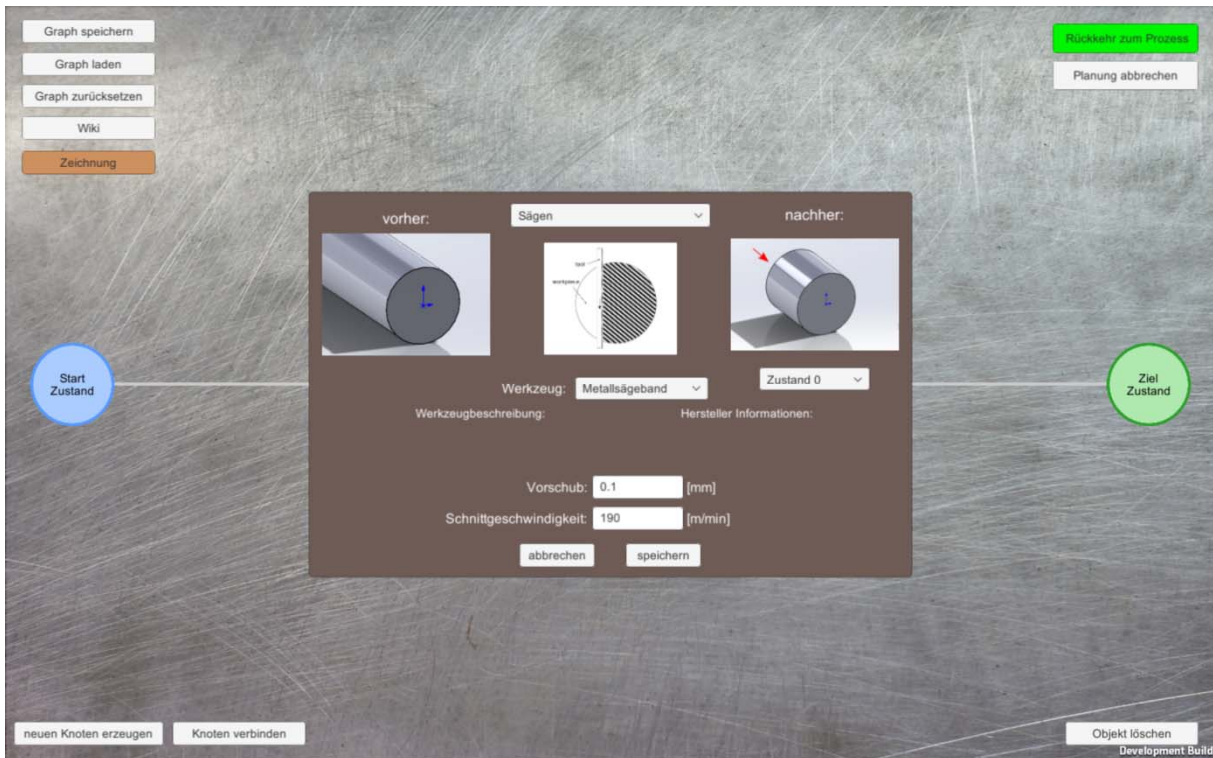 Graph speichern
Graph laden
Graph zurücksetzen
Wiki
Zeichnung
Rückkehr zum Prozess
Planung abbrechen
vorher:
Sägen
nachher:
tool
workpiece
Start
Zustand
Ziel
Zustand
Werkzeug:
Metallsägeband
Zustand 0
Werkzeugbeschreibung:
Hersteller Informationen:
Vorschub: 0.1 [mm]
Schnittgeschwindigkeit: 190 [m/min]
abbrechen
speichern
neuen Knoten erzeugen
Knoten verbinden
Objekt löschen
Development Build